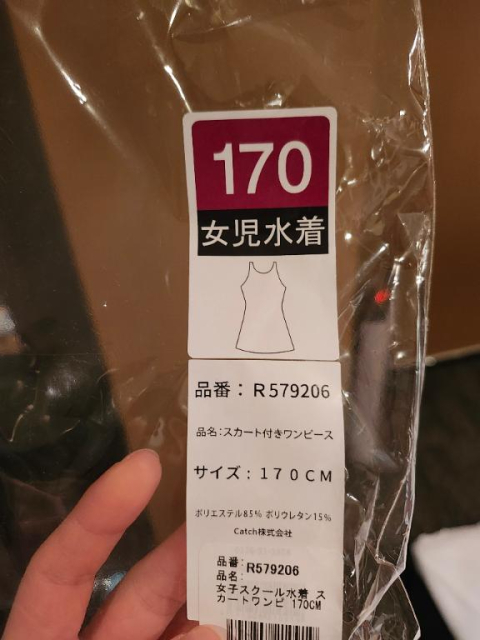 170
女児水着
品番：R579206
品名：スカート付きワンピース
サイズ：170CM
ポリエステル85% ポリウレタン15%
Catch株式会社
品番：R579206
品名：
女子スクール水着 ス
カートワンピ 170CM